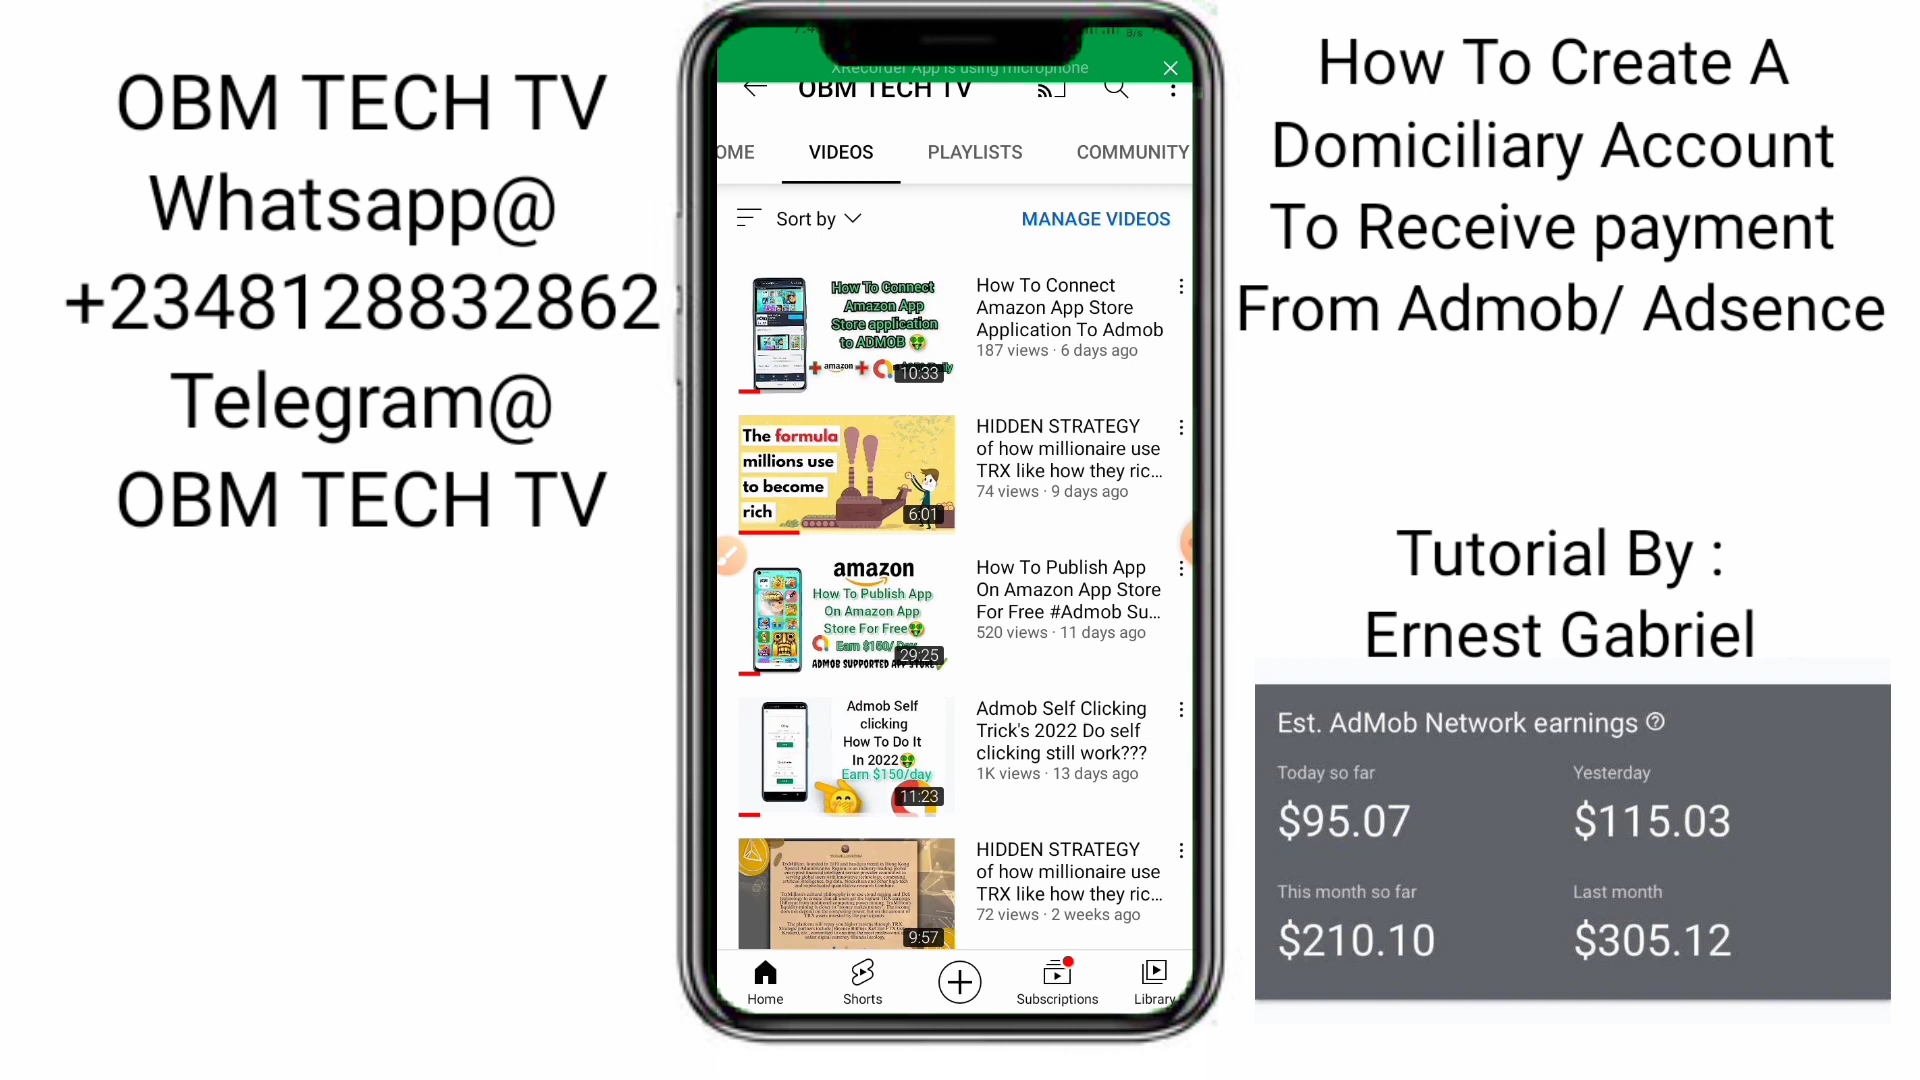 OBM TECH TV
Whatsapp@
+2348128832862
Telegram@
OBM TECH TV
XRecorder App is using microphone
OBM TECH TV
OME
VIDEOS
PLAYLISTS
COMMUNITY
Sort by
MANAGE VIDEOS
How To Connect
Amazon App
Store application
to ADMOB
amazon
10:33
How To Connect
Amazon App Store
Application To Admob
187 views · 6 days ago
The formula
millions use
to become
rich
6:01
HIDDEN STRATEGY
of how millionaire use
TRX like how they ric...
74 views · 9 days ago
amazon
How To Publish App
On Amazon App
Store For Free
Earn $150/
ADMOB SUPPORTED APP STORE
29:25
How To Publish App
On Amazon App Store
For Free #Admob Su...
520 views · 11 days ago
Admob Self
clicking
How To Do It
In 2022
Earn $150/day
11:23
Admob Self Clicking
Trick's 2022 Do self
clicking still work???
1K views · 13 days ago
9:57
HIDDEN STRATEGY
of how millionaire use
TRX like how they ric...
72 views · 2 weeks ago
Home
Shorts
Subscriptions
Library
How To Create A
Domiciliary Account
To Receive payment
From Admob/ Adsence
Tutorial By :
Ernest Gabriel
Est. AdMob Network earnings
Today so far
Yesterday
$95.07
$115.03
This month so far
Last month
$210.10
$305.12